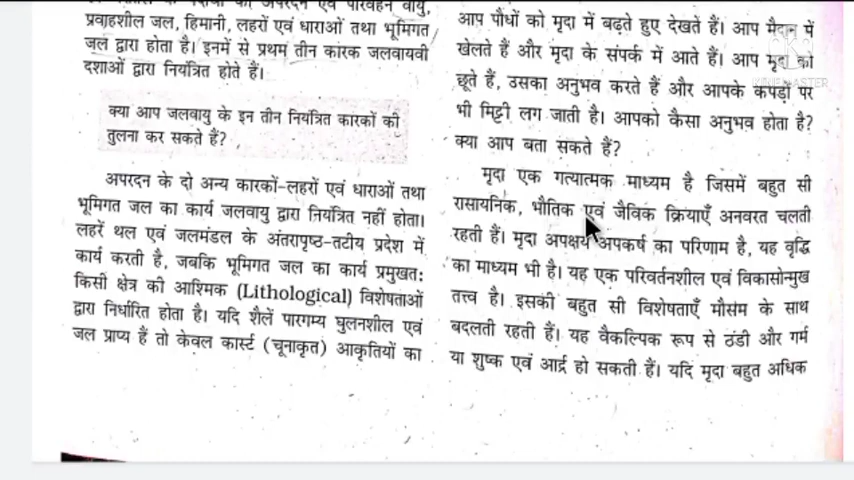 अपरदन एवं परिवहन वायु,
प्रवाहशील जल, हिमानी, लहरों एवं धाराओं तथा भूमिगत
जल द्वारा होता है। इनमें से प्रथम तीन कारक जलवायवी
दशाओं द्वारा नियंत्रित होते हैं।
क्या आप जलवायु के इन तीन नियंत्रित कारकों की
तुलना कर सकते हैं?
अपरदन के दो अन्य कारकों-लहरों एवं धाराओं तथा
भूमिगत जल का कार्य जलवायु द्वारा नियंत्रित नहीं होता।
लहरें थल एवं जलमंडल के अंतरापृष्ठ-तटीय प्रदेश में
कार्य करती है, जबकि भूमिगत जल का कार्य प्रमुखत:
किसी क्षेत्र की आश्मिक (Lithological) विशेषताओं
द्वारा निर्धारित होता है। यदि शैलें पारगम्य घुलनशील एवं
जल प्राप्य हैं तो केवल कार्स्ट (चूनाकृत) आकृतियों का
आप पौधों को मृदा में बढ़ते हुए देखते हैं। आप मैदान में
खेलते हैं और मृदा के संपर्क में आते हैं। आप मृदा को
छूते हैं, उसका अनुभव करते हैं और आपके कपड़ों पर
भी मिट्टी लग जाती है। आपको कैसा अनुभव होता है?
क्या आप बता सकते हैं?
मृदा एक गत्यात्मक माध्यम है जिसमें बहुत सी
रासायनिक, भौतिक एवं जैविक क्रियाएँ अनवरत चलती
रहती हैं। मृदा अपक्षय अपकर्ष का परिणाम है, यह वृद्धि
का माध्यम भी है। यह एक परिवर्तनशील एवं विकासोन्मुख
तत्त्व है। इसकी बहुत सी विशेषताएँ मौसम के साथ
बदलती रहती हैं। यह वैकल्पिक रूप से ठंडी और गर्म
या शुष्क एवं आर्द्र हो सकती हैं। यदि मृदा बहुत अधिक
KINEMASTER